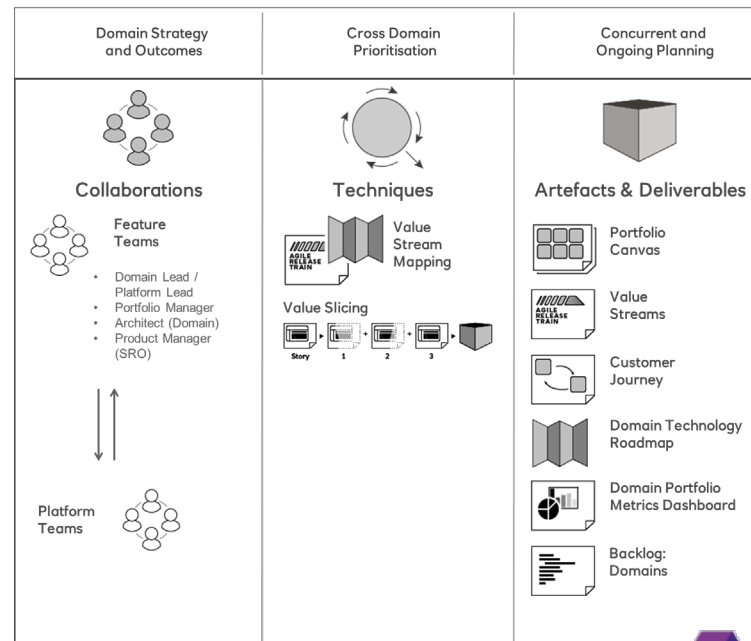 Domain Strategy
and Outcomes
Cross Domain
Prioritisation
Concurrent and
Ongoing Planning
Collaborations
Feature
Teams
• Domain Lead /
Platform Lead
• Portfolio Manager
• Architect (Domain)
• Product Manager
(SRO)
Platform
Teams
Techniques
AGILE
RELEASE
TRAIN
Value
Stream
Mapping
Value Slicing
Story
1
+
2
+
3
Artefacts & Deliverables
Portfolio
Canvas
AGILE
RELEASE
TRAIN
Value
Streams
Customer
Journey
Domain Technology
Roadmap
Domain Portfolio
Metrics Dashboard
Backlog:
Domains